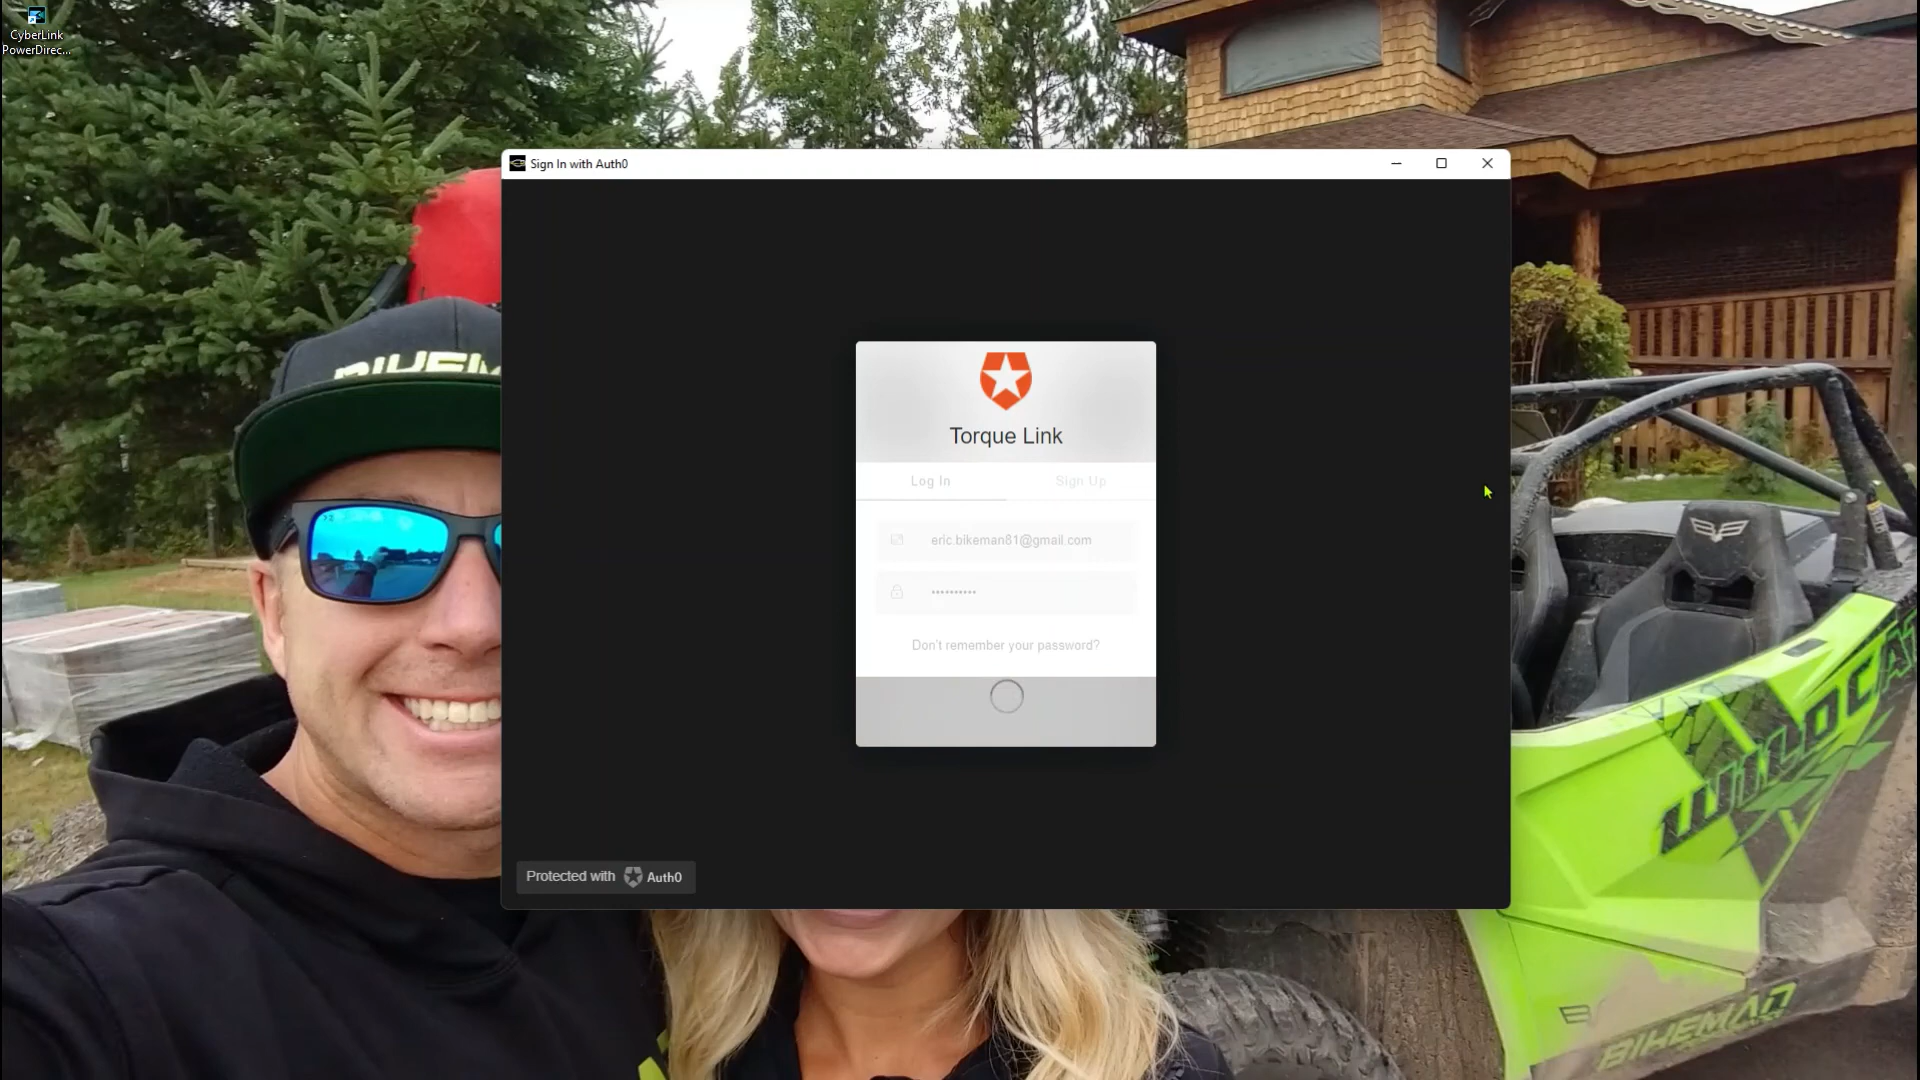 CyberLink
PowerDirec...
Sign In with Auth0
Torque Link
Log In
Sign Up
eric.bikeman81@gmail.com
••••••••••
Don't remember your password?
Protected with Auth0
WILDCAT
BIKEMAN